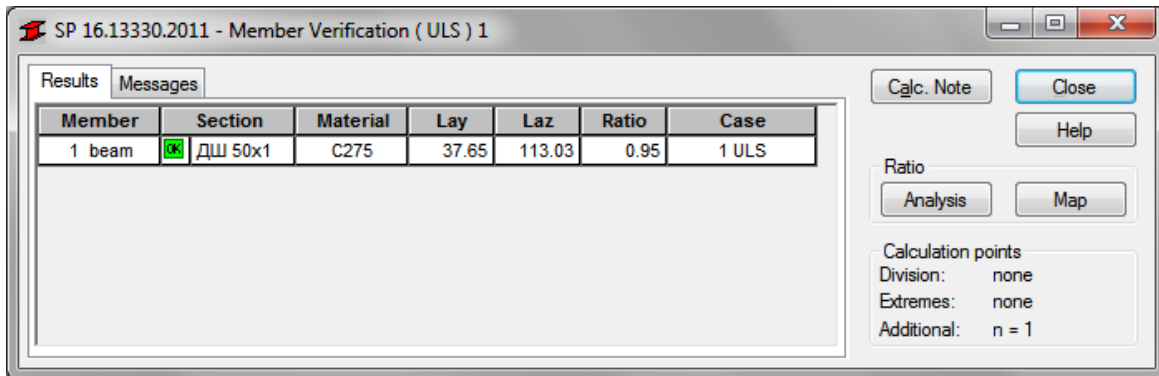 SP 16.13330.2011 - Member Verification ( ULS ) 1
Results Messages
Member Section Material Lay Laz Ratio Case
1 beam OK ДШ 50x1 C275 37.65 113.03 0.95 1 ULS
Calc. Note Close
Help
Ratio
Analysis Map
Calculation points
Division: none
Extremes: none
Additional: n = 1